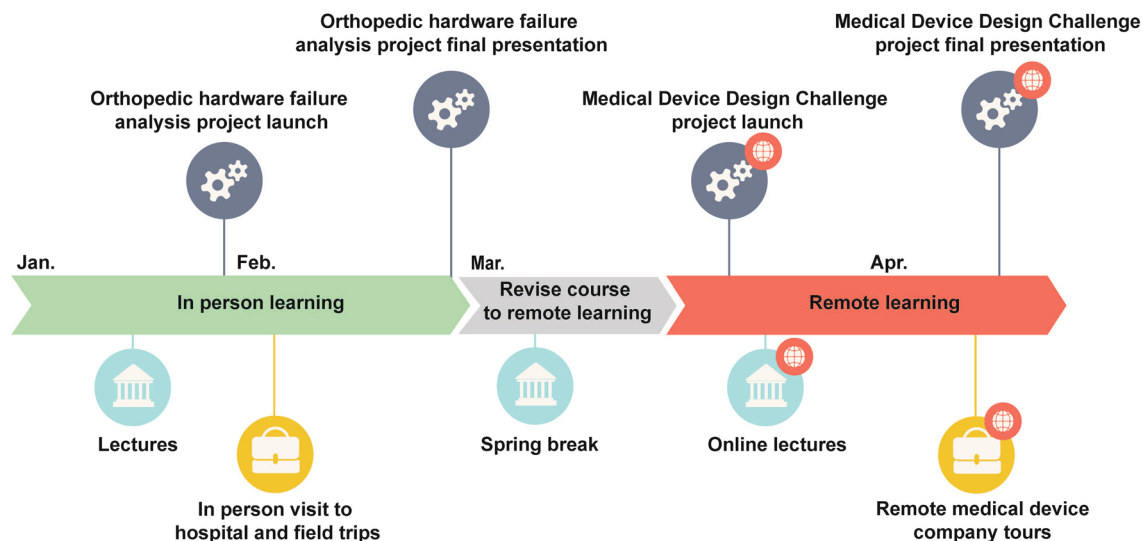 Orthopedic hardware failure
analysis project final presentation
Medical Device Design Challenge
project final presentation
Orthopedic hardware failure
analysis project launch
Medical Device Design Challenge
project launch
Jan.
Feb.
Mar.
Apr.
In person learning
Revise course
to remote learning
Remote learning
Lectures
Spring break
Online lectures
In person visit to
hospital and field trips
Remote medical device
company tours